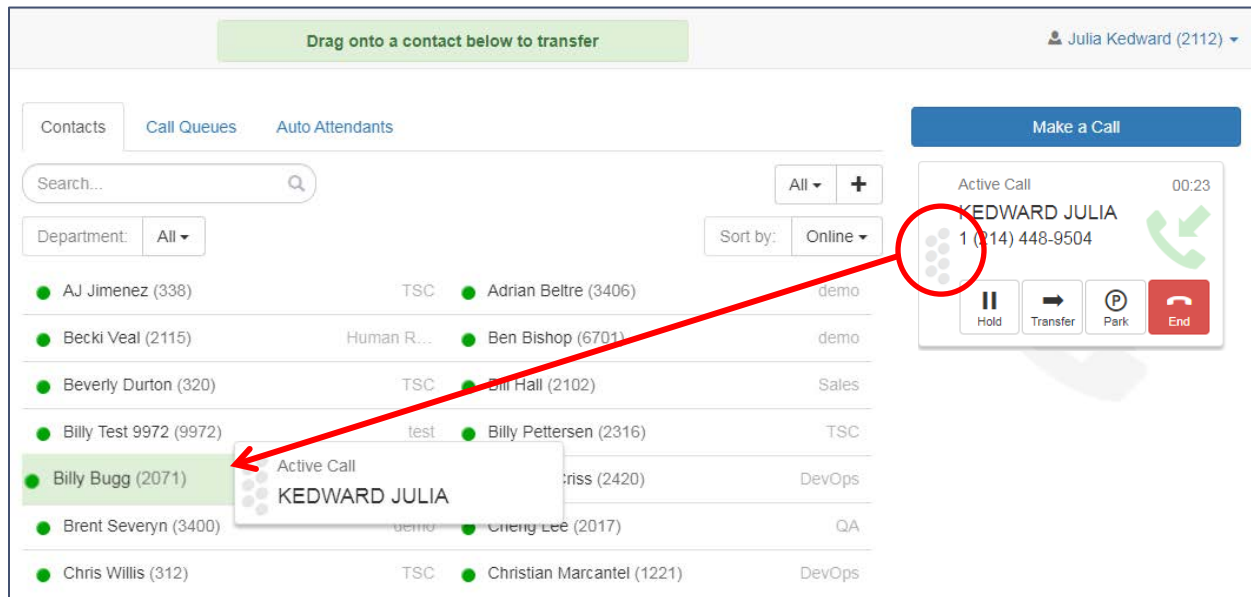 Drag onto a contact below to transfer
Julia Kedward (2112)
Contacts Call Queues Auto Attendants
Make a Call
Search...
All +
Department: All
Sort by: Online
Active Call 00:23
KEDWARD JULIA
1 (214) 448-9504
Hold Transfer Park End
AJ Jimenez (338) TSC Adrian Beltre (3406) demo
Becki Veal (2115) Human R... Ben Bishop (6701) demo
Beverly Durton (320) TSC Bill Hall (2102) Sales
Billy Test 9972 (9972) test Billy Pettersen (2316) TSC
Billy Bugg (2071) Criss (2420) DevOps
Active Call
KEDWARD JULIA
Brent Severyn (3400) demo Cheng Lee (2017) QA
Chris Willis (312) TSC Christian Marcantel (1221) DevOps